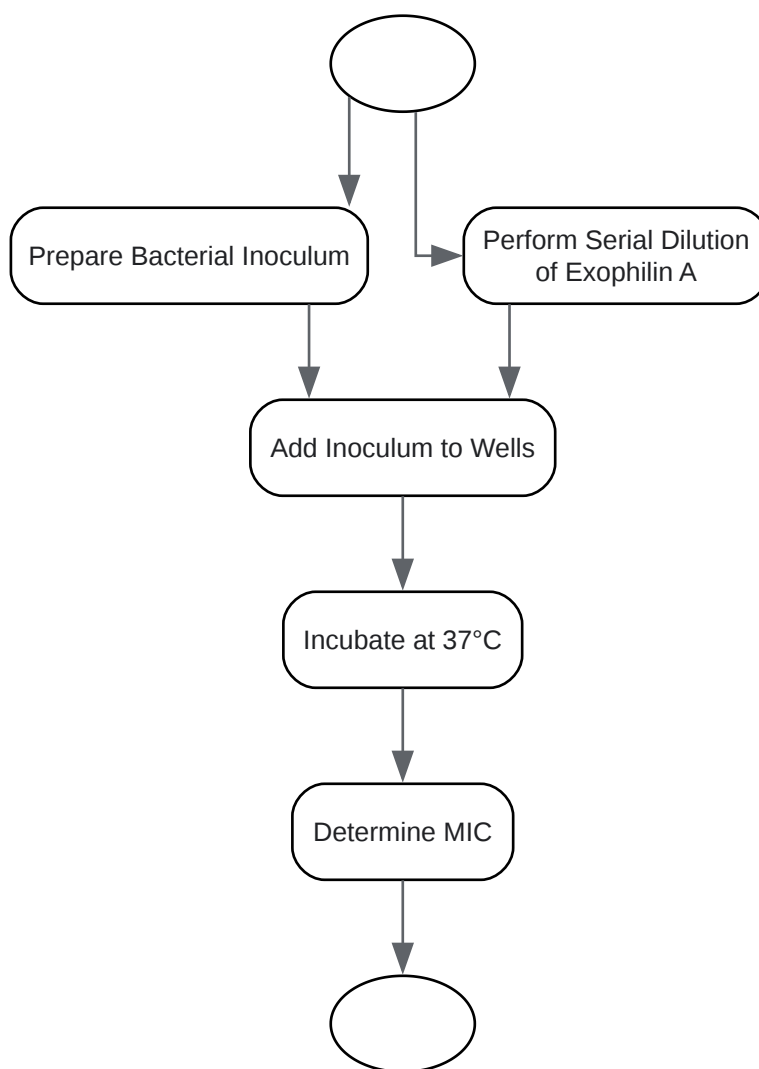 Prepare Bacterial Inoculum
Perform Serial Dilution
of Exophilin A
Add Inoculum to Wells
Incubate at 37°C
Determine MIC